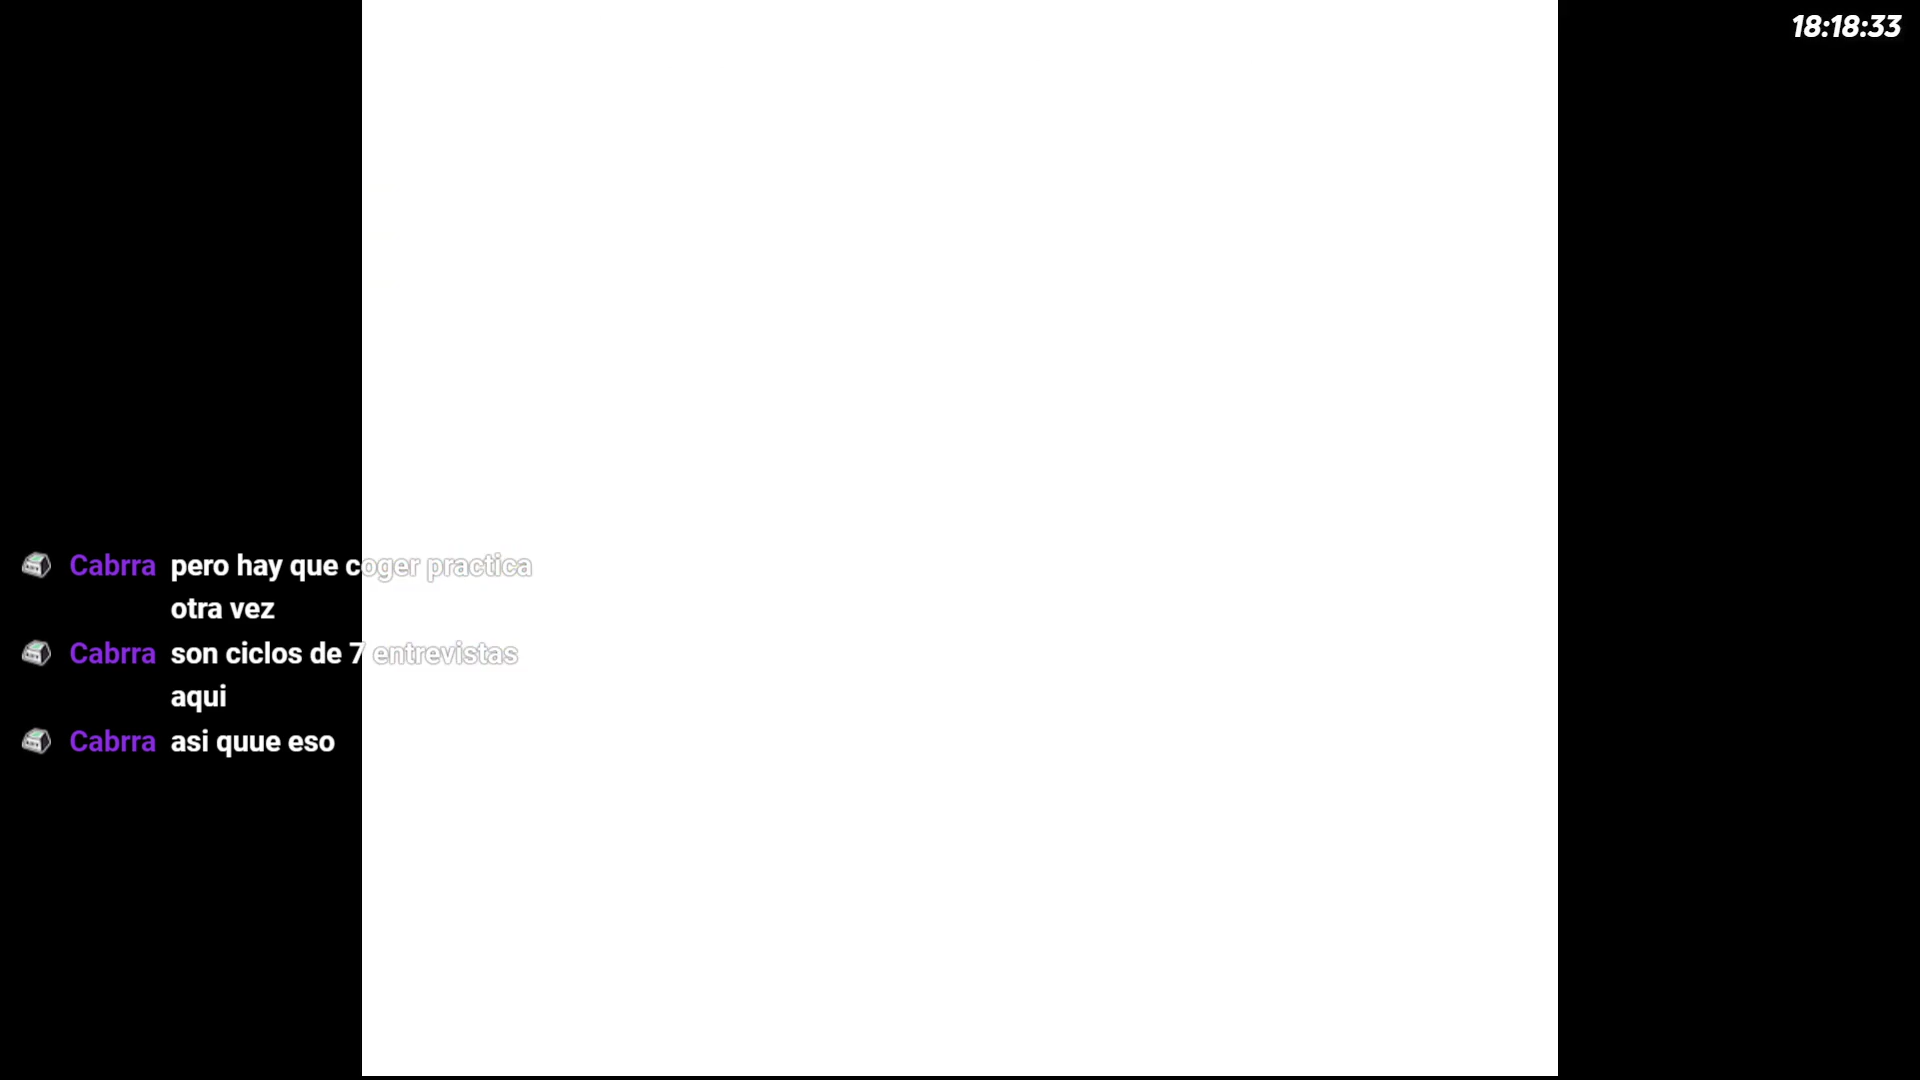 18:18:33
Cabrra pero hay que coger practica
otra vez
Cabrra son ciclos de 7 entrevistas
aqui
Cabrra asi quue eso